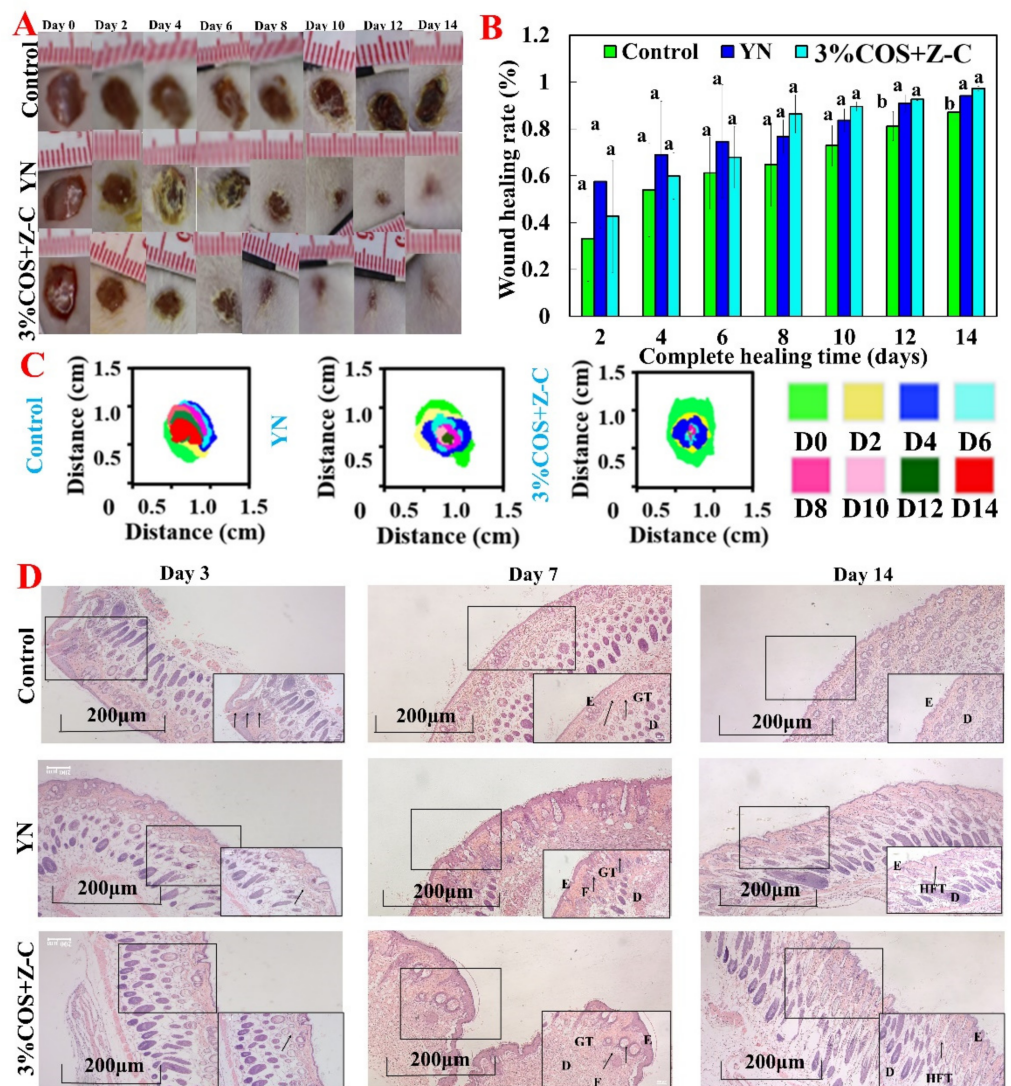 A
Day 0 Day 2 Day 4 Day 6 Day 8 Day 10 Day 12 Day 14
Control
YN
3%COS+Z-C
B
Control YN 3%COS+Z-C
Wound healing rate (%)
1.2
1
0.8
0.6
0.4
0.2
0
a a a
a a a
a a a
a a a
a a a
b a a
b a a
2 4 6 8 10 12 14
Complete healing time (days)
C
Control
Distance (cm)
1.5
1.0
0.5
0 0.5 1.0 1.5
Distance (cm)
YN
Distance (cm)
1.5
1.0
0.5
0 0.5 1.0 1.5
Distance (cm)
3%COS+Z-C
Distance (cm)
1.5
1.0
0.5
0 0.5 1.0 1.5
Distance (cm)
D0 D2 D4 D6
D8 D10 D12 D14
D
Day 3 Day 7 Day 14
Control
200μm
200μm
E GT D
200μm
E D
YN
200μm
200μm
E F GT D
200μm
E HFT D
3%COS+Z-C
200μm
200μm
D GT F E
200μm
D HFT E